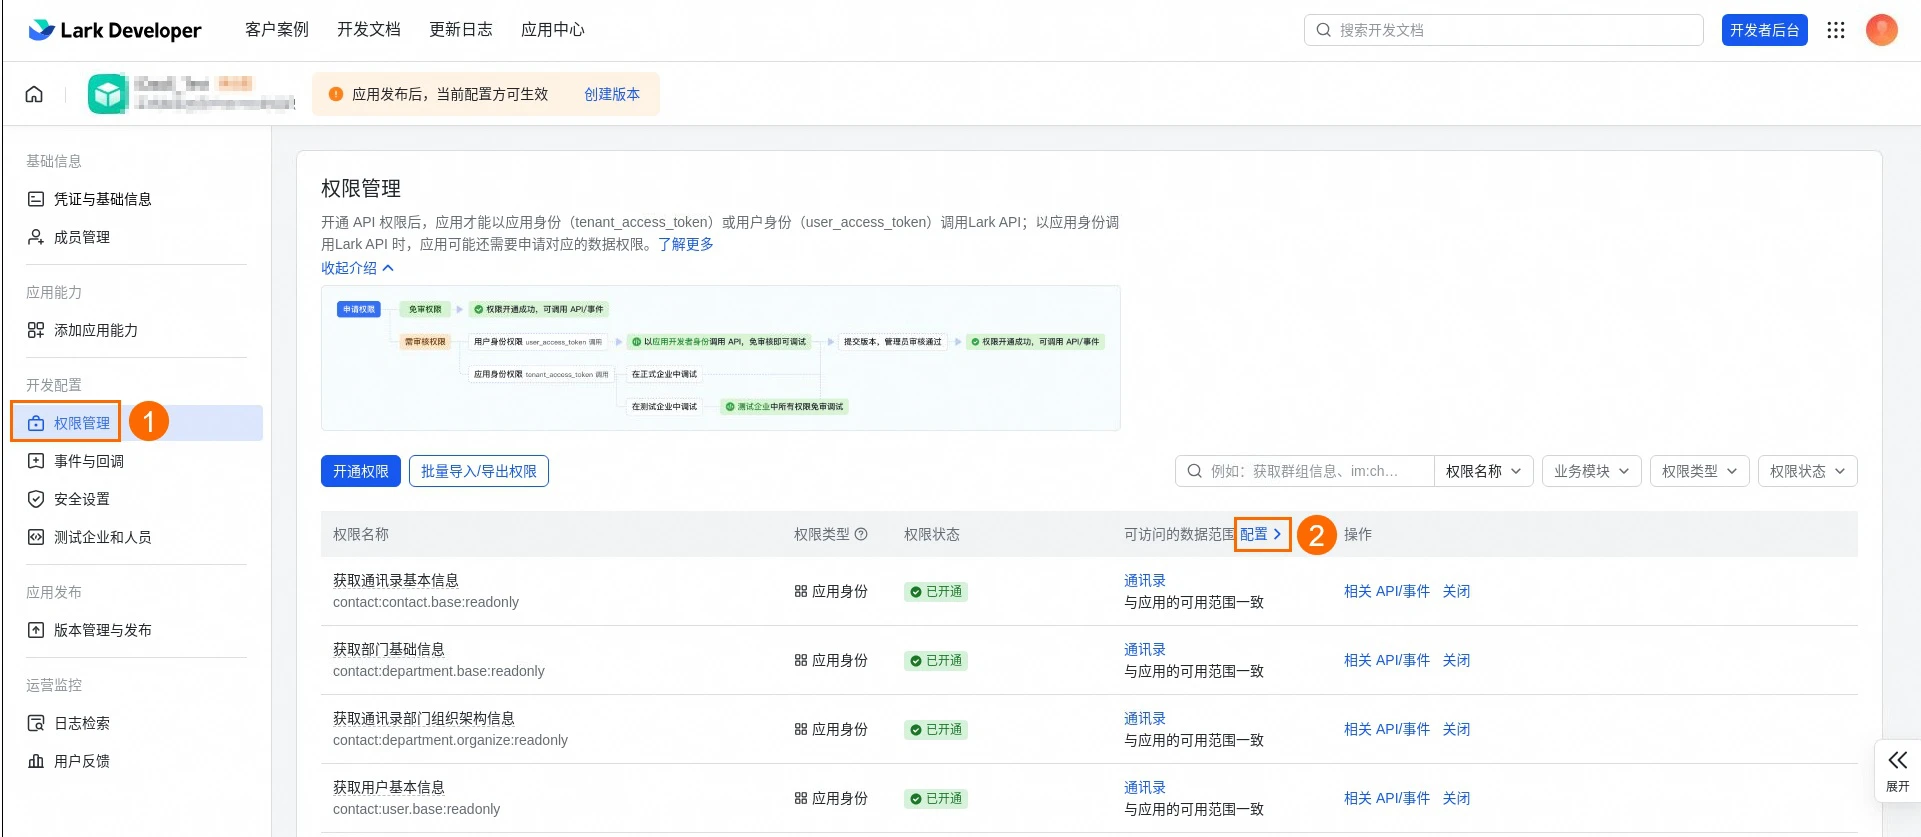 Lark Developer 客户案例 开发文档 更新日志 应用中心 搜索开发文档 开发者后台
应用发布后，当前配置方可生效 创建版本
基础信息
凭证与基础信息
成员管理
应用能力
添加应用能力
开发配置
权限管理 1
事件与回调
安全设置
测试企业和人员
应用发布
版本管理与发布
运营监控
日志检索
用户反馈
权限管理
开通 API 权限后，应用才能以应用身份（tenant_access_token）或用户身份（user_access_token）调用Lark API；以应用身份调
用Lark API 时，应用可能还需要申请对应的数据权限。了解更多
收起介绍
申请权限 免审权限 权限开通成功，可调用 API/事件
需审核权限 用户身份权限 user_access_token 调用 以应用开发者身份调用 API，免审核即可调试 提交版本，管理员审核通过 权限开通成功，可调用 API/事件
应用身份权限 tenant_access_token 调用 在正式企业中调试
在测试企业中调试 测试企业中所有权限免审调试
开通权限 批量导入/导出权限 例如：获取群组信息、im:ch... 权限名称 业务模块 权限类型 权限状态
权限名称 权限类型 权限状态 可访问的数据范围 配置 2 操作
获取通讯录基本信息 通讯录
contact:contact.base:readonly 应用身份 已开通 与应用的可用范围一致 相关 API/事件 关闭
获取部门基础信息 通讯录
contact:department.base:readonly 应用身份 已开通 与应用的可用范围一致 相关 API/事件 关闭
获取通讯录部门组织架构信息 通讯录
contact:department.organize:readonly 应用身份 已开通 与应用的可用范围一致 相关 API/事件 关闭
获取用户基本信息 通讯录
contact:user.base:readonly 应用身份 已开通 与应用的可用范围一致 相关 API/事件 关闭
展开